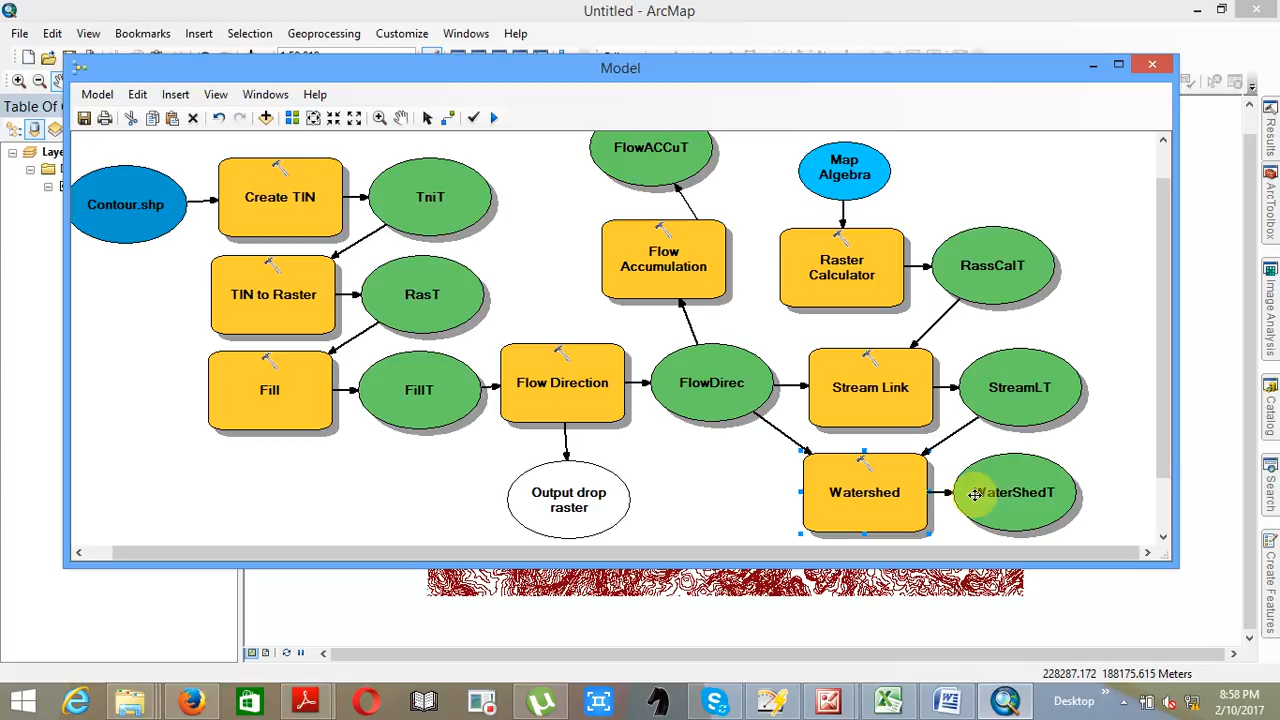 Untitled - ArcMap
File Edit View Bookmarks Insert Selection Geoprocessing Customize Windows Help
Table Of
Model
Model Edit Insert View Windows Help
Contour.shp
Create TIN
TniT
TIN to Raster
RasT
Fill
FillT
Flow Direction
Output drop
raster
FlowDirec
Flow
Accumulation
FlowACCuT
Map
Algebra
Raster
Calculator
RassCalT
Stream Link
StreamLT
Watershed
WaterShedT
Results
ArcToolbox
Image Analysis
Catalog
Search
Create Features
228287.172 188175.615 Meters
Desktop
8:58 PM
2/10/2017